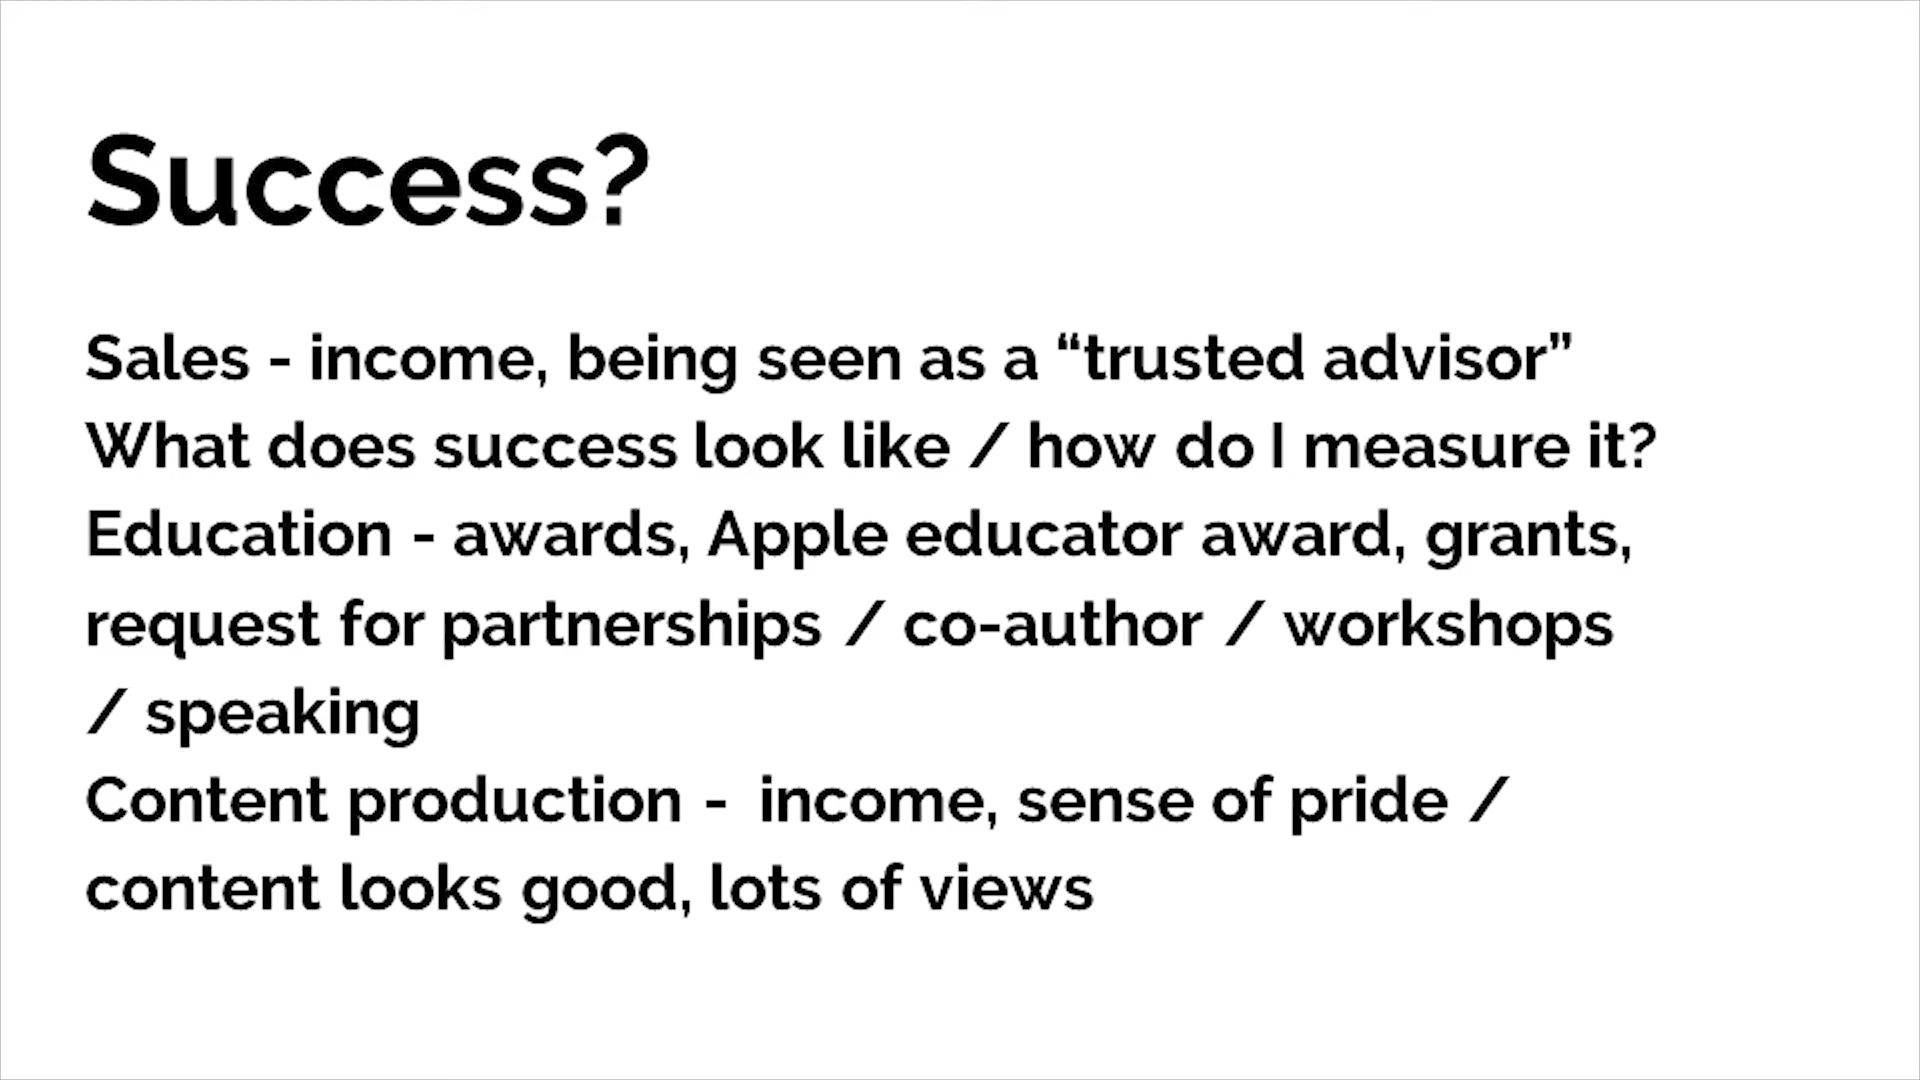 Success?
Sales - income, being seen as a “trusted advisor”
What does success look like / how do I measure it?
Education - awards, Apple educator award, grants,
request for partnerships / co-author / workshops
/ speaking
Content production -  income, sense of pride /
content looks good, lots of views